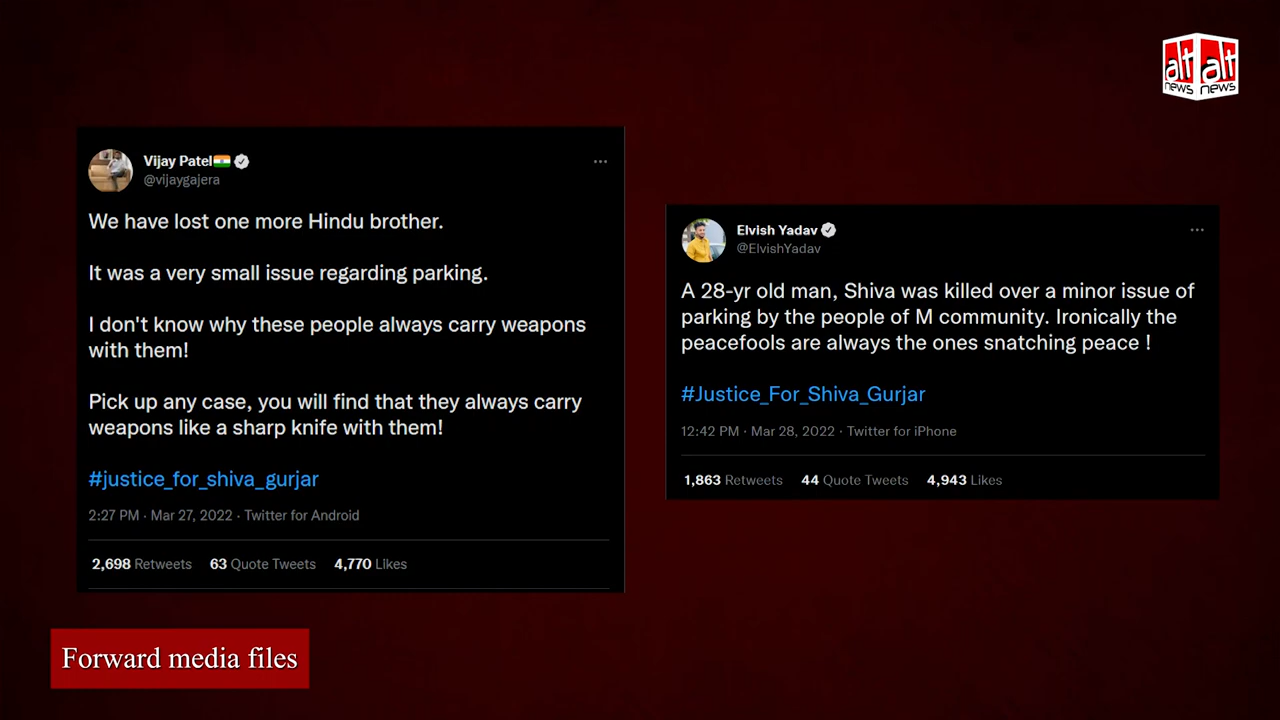 alt alt
news news
Vijay Patel
@vijaygajera
We have lost one more Hindu brother.
It was a very small issue regarding parking.
I don't know why these people always carry weapons
with them!
Pick up any case, you will find that they always carry
weapons like a sharp knife with them!
#justice_for_shiva_gurjar
2:27 PM · Mar 27, 2022 · Twitter for Android
2,698 Retweets 63 Quote Tweets 4,770 Likes
Elvish Yadav
@ElvishYadav
A 28-yr old man, Shiva was killed over a minor issue of
parking by the people of M community. Ironically the
peacefools are always the ones snatching peace !
#Justice_For_Shiva_Gurjar
12:42 PM · Mar 28, 2022 · Twitter for iPhone
1,863 Retweets 44 Quote Tweets 4,943 Likes
Forward media files